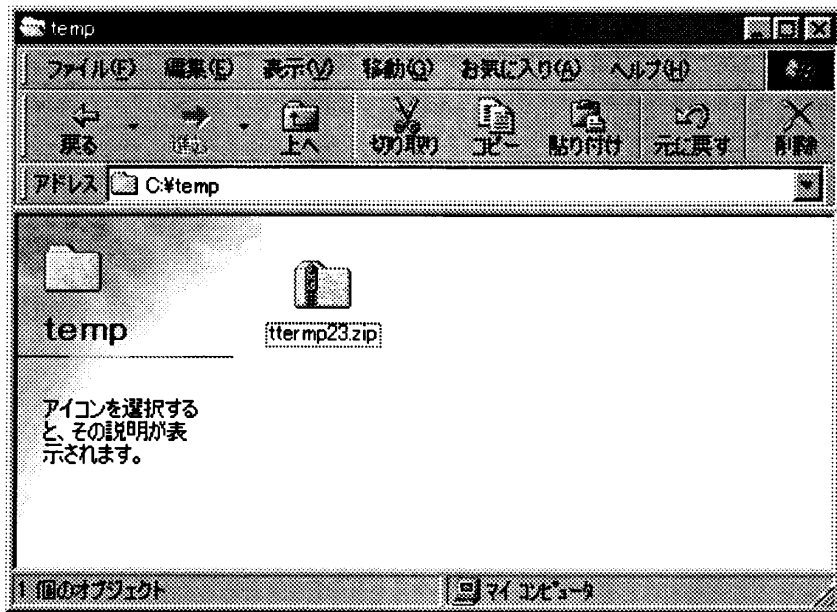 temp
ファイル(F) 編集(E) 表示(V) 移動(G) お気に入り(A) ヘルプ(H)
戻る 進む 上へ 切り取り コピー 貼り付け 元に戻す 削除
アドレス C:¥temp
temp
ttermp23.zip
アイコンを選択する
と、その説明が表
示されます。
1 個のオブジェクト マイ コンピュータ